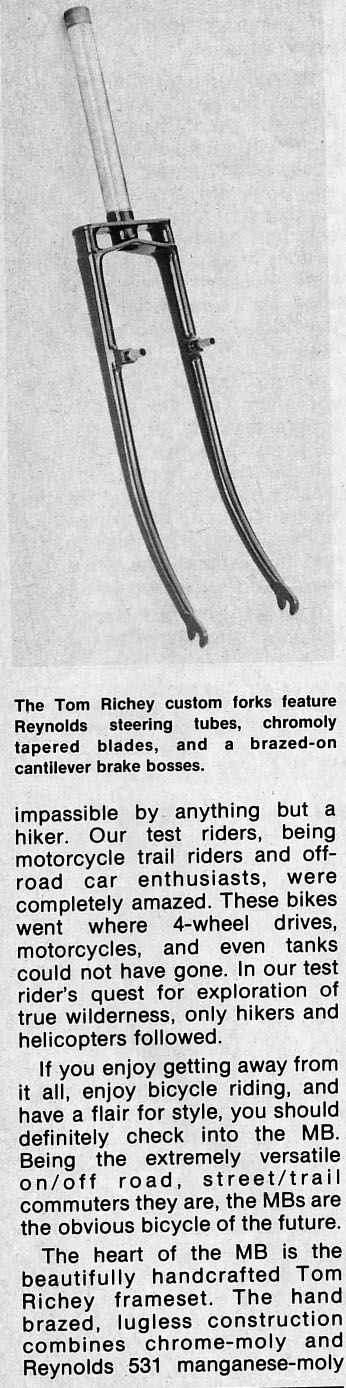 The Tom Richey custom forks feature
Reynolds steering tubes, chromoly
tapered blades, and a brazed-on
cantilever brake bosses.
impassible by anything but a
hiker. Our test riders, being
motorcycle trail riders and off-
road car enthusiasts, were
completely amazed. These bikes
went where 4-wheel drives,
motorcycles, and even tanks
could not have gone. In our test
rider's quest for exploration of
true wilderness, only hikers and
helicopters followed.
If you enjoy getting away from
it all, enjoy bicycle riding, and
have a flair for style, you should
definitely check into the MB.
Being the extremely versatile
on/off road, street/trail
commuters they are, the MBs are
the obvious bicycle of the future.
The heart of the MB is the
beautifully handcrafted Tom
Richey frameset. The hand
brazed, lugless construction
combines chrome-moly and
Reynolds 531 manganese-moly